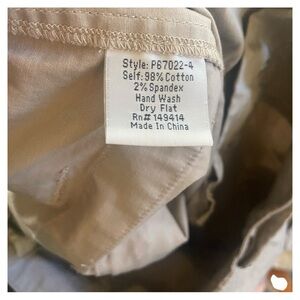 Style: P67022-4
Self: 98% Cotton
2% Spandex
Hand Wash
Dry Flat
Rn# 149414
Made In China